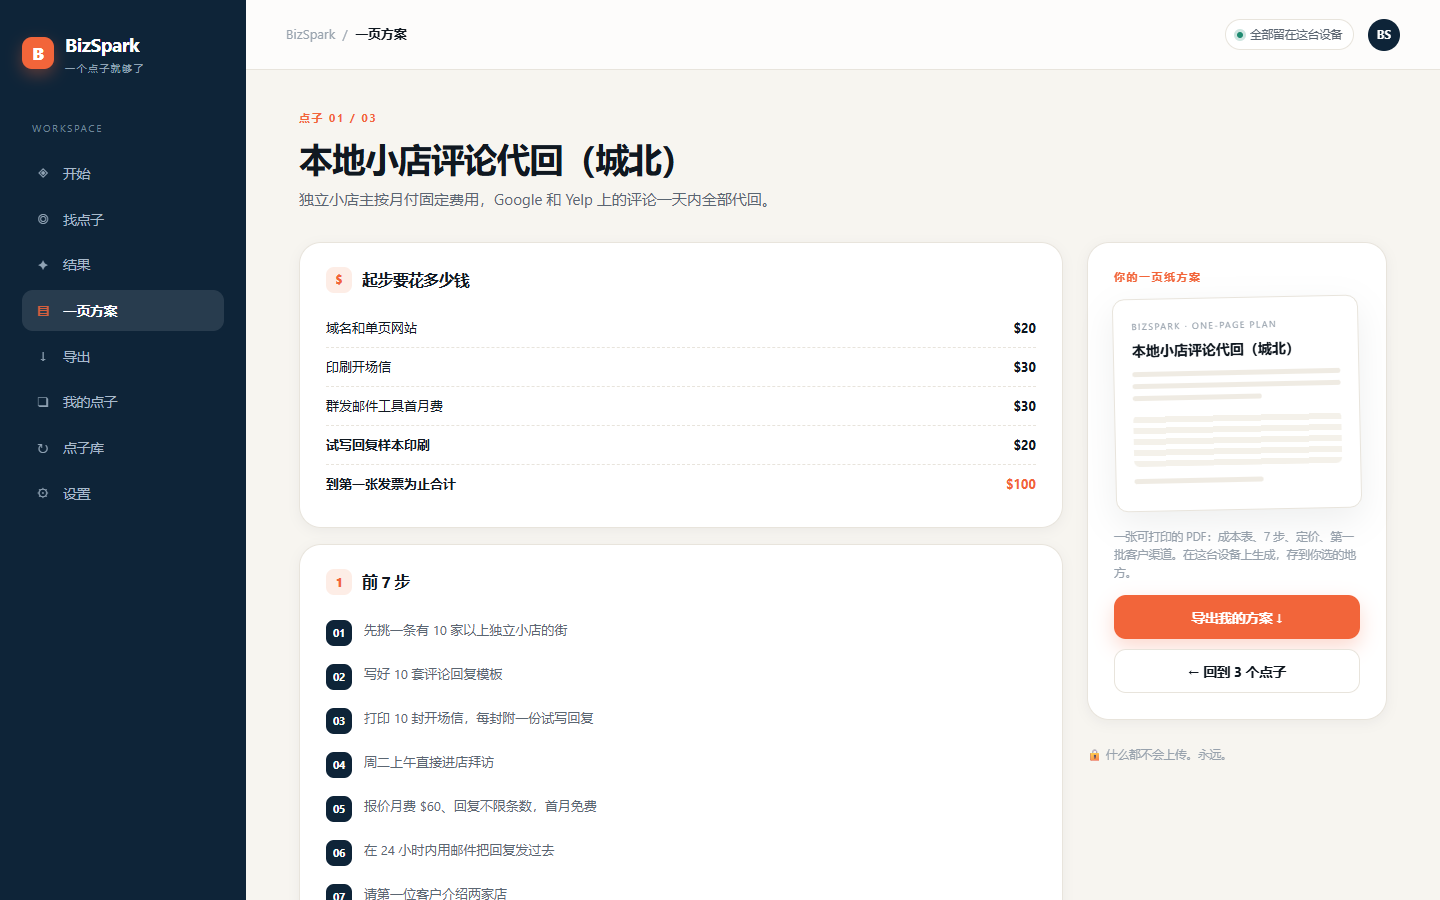 B
BizSpark
一个点子就够了
WORKSPACE
开始
找点子
结果
一页方案
导出
我的点子
点子库
设置
BizSpark / 一页方案
全部留在这台设备
BS
点子 01 / 03
本地小店评论代回（城北）
独立小店主按月付固定费用，Google 和 Yelp 上的评论一天内全部代回。
$ 起步要花多少钱
域名和单页网站 $20
印刷开场信 $30
群发邮件工具首月费 $30
试写回复样本印刷 $20
到第一张发票为止合计 $100
1 前 7 步
01 先挑一条有 10 家以上独立小店的街
02 写好 10 套评论回复模板
03 打印 10 封开场信，每封附一份试写回复
04 周二上午直接进店拜访
05 报价月费 $60、回复不限条数，首月免费
06 在 24 小时内用邮件把回复发过去
07 请第一位客户介绍两家店
你的一页纸方案
BIZSPARK · ONE-PAGE PLAN
本地小店评论代回（城北）
一张可打印的 PDF：成本表、7 步、定价、第一
批客户渠道。在这台设备上生成，存到你选的地
方。
导出我的方案 ↓
← 回到 3 个点子
什么都不会上传。永远。